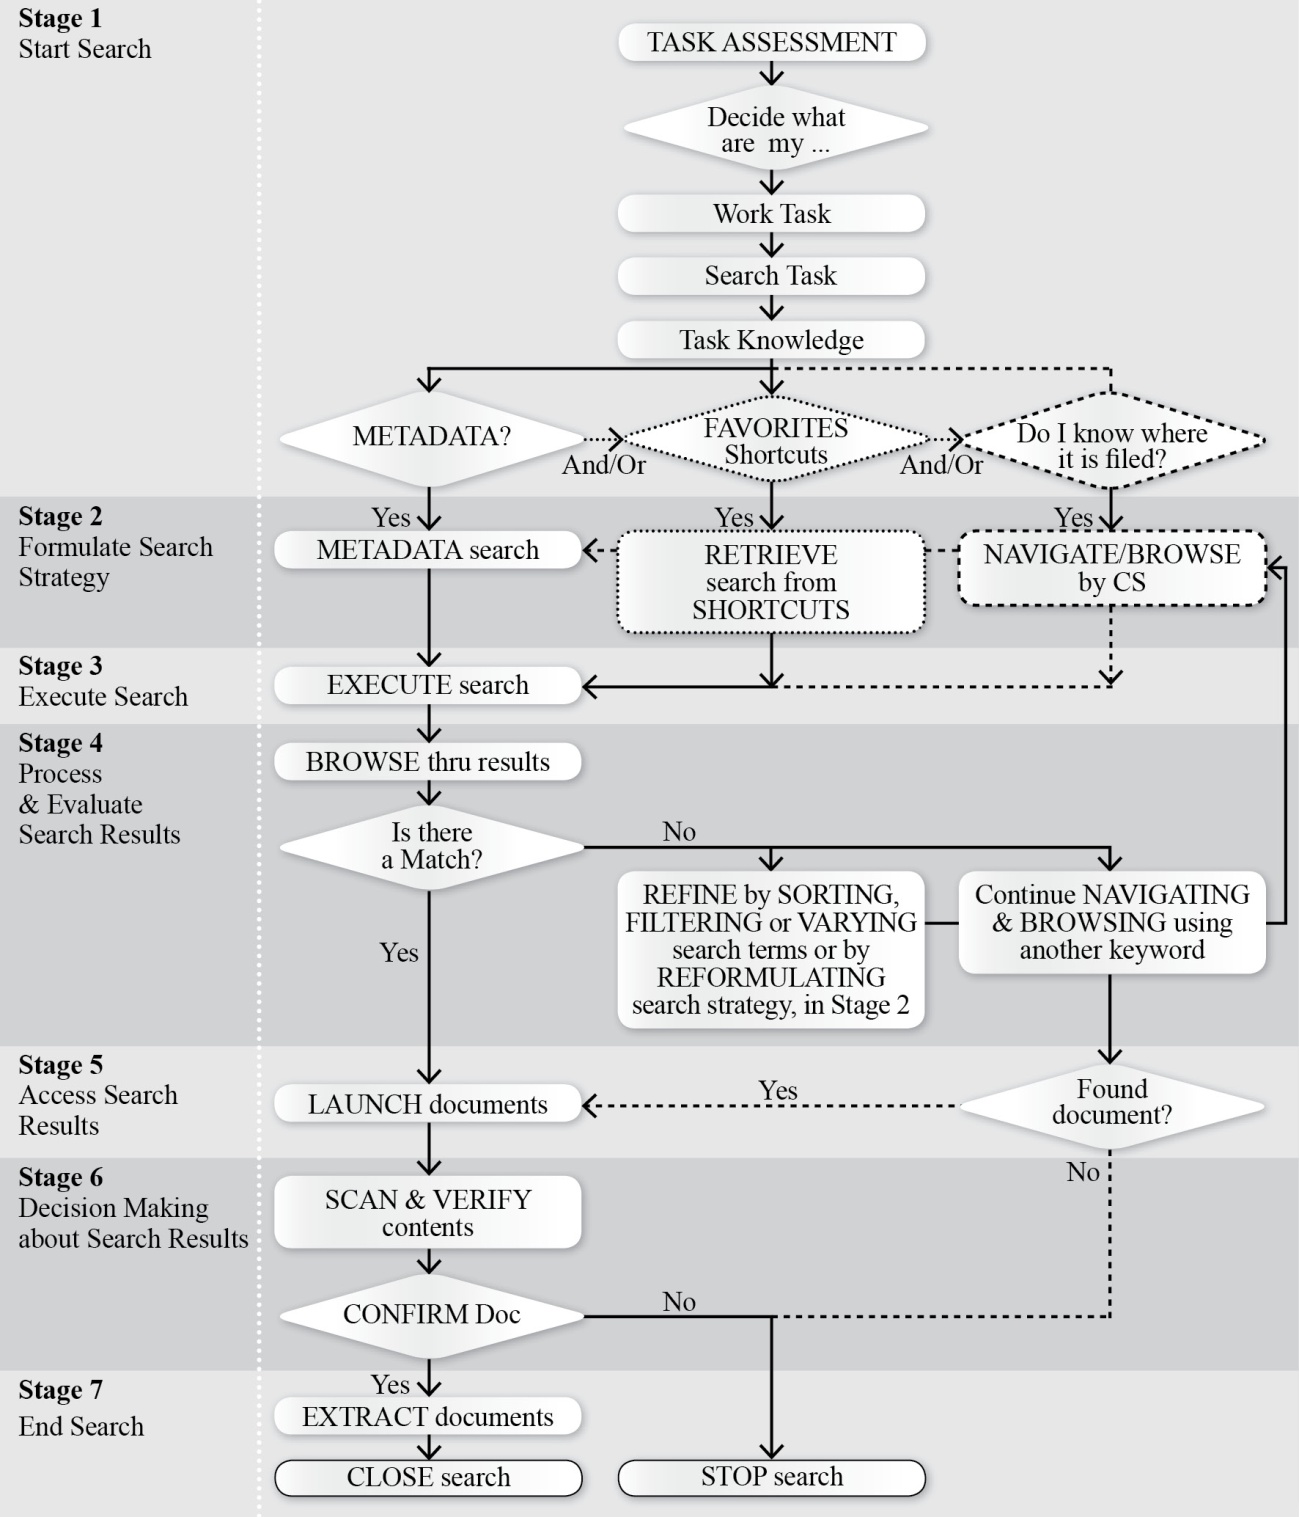 Stage 1
Start Search
TASK ASSESSMENT
Decide what
are my ...
Work Task
Search Task
Task Knowledge
METADATA?
And/Or
FAVORITES
Shortcuts
And/Or
Do I know where
it is filed?
Stage 2
Formulate Search
Strategy
Yes
METADATA search
Yes
RETRIEVE
search from
SHORTCUTS
Yes
NAVIGATE/BROWSE
by CS
Stage 3
Execute Search
EXECUTE search
Stage 4
Process
& Evaluate
Search Results
BROWSE thru results
Is there
a Match?
No
Yes
REFINE by SORTING,
FILTERING or VARYING
search terms or by
REFORMULATING
search strategy, in Stage 2
Continue NAVIGATING
& BROWSING using
another keyword
Stage 5
Access Search
Results
LAUNCH documents
Yes
Found
document?
Stage 6
Decision Making
about Search Results
No
SCAN & VERIFY
contents
CONFIRM Doc
No
Stage 7
End Search
Yes
EXTRACT documents
CLOSE search
STOP search